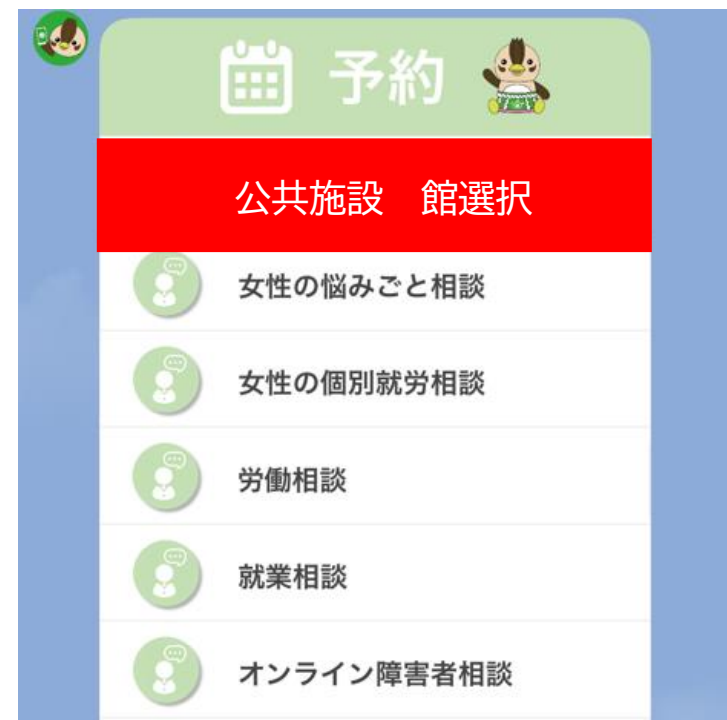 予約
公共施設　館選択
女性の悩みごと相談
女性の個別就労相談
労働相談
就業相談
オンライン障害者相談